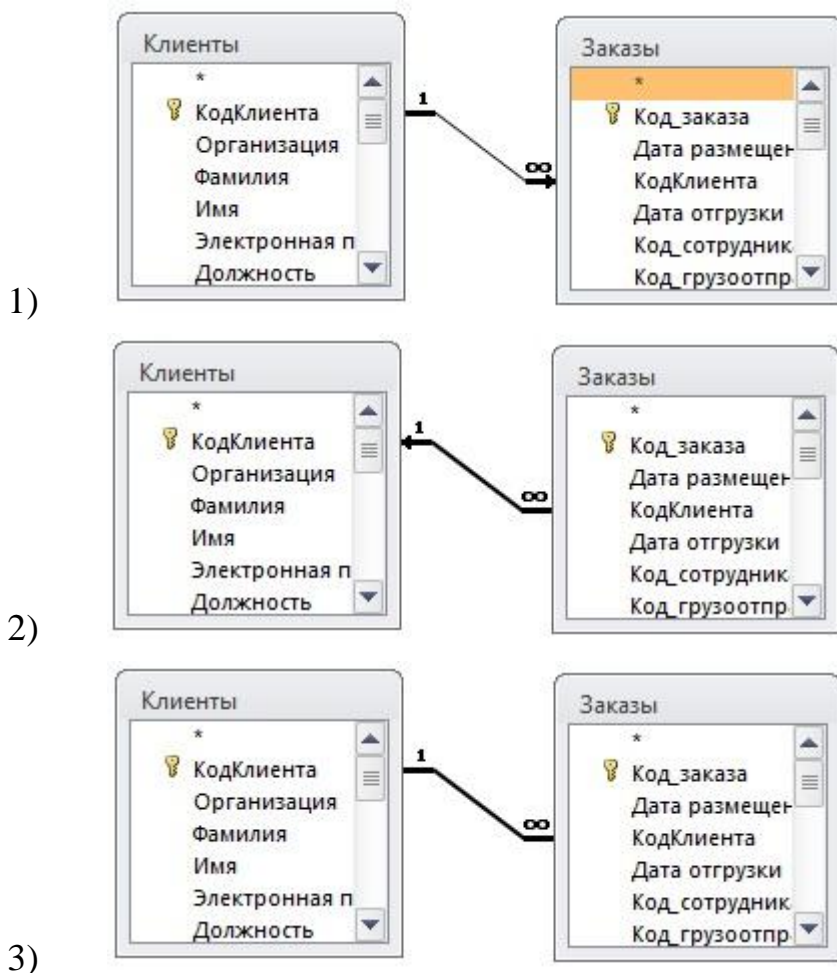 Клиенты
*
КодКлиента
Организация
Фамилия
Имя
Электронная п
Должность
1
∞
Заказы
*
Код_заказа
Дата размещен
КодКлиента
Дата отгрузки
Код_сотрудник
Код_грузоотпр
1)
Клиенты
*
КодКлиента
Организация
Фамилия
Имя
Электронная п
Должность
1
∞
Заказы
*
Код_заказа
Дата размещен
КодКлиента
Дата отгрузки
Код_сотрудник
Код_грузоотпр
2)
Клиенты
*
КодКлиента
Организация
Фамилия
Имя
Электронная п
Должность
1
∞
Заказы
*
Код_заказа
Дата размещен
КодКлиента
Дата отгрузки
Код_сотрудник
Код_грузоотпр
3)